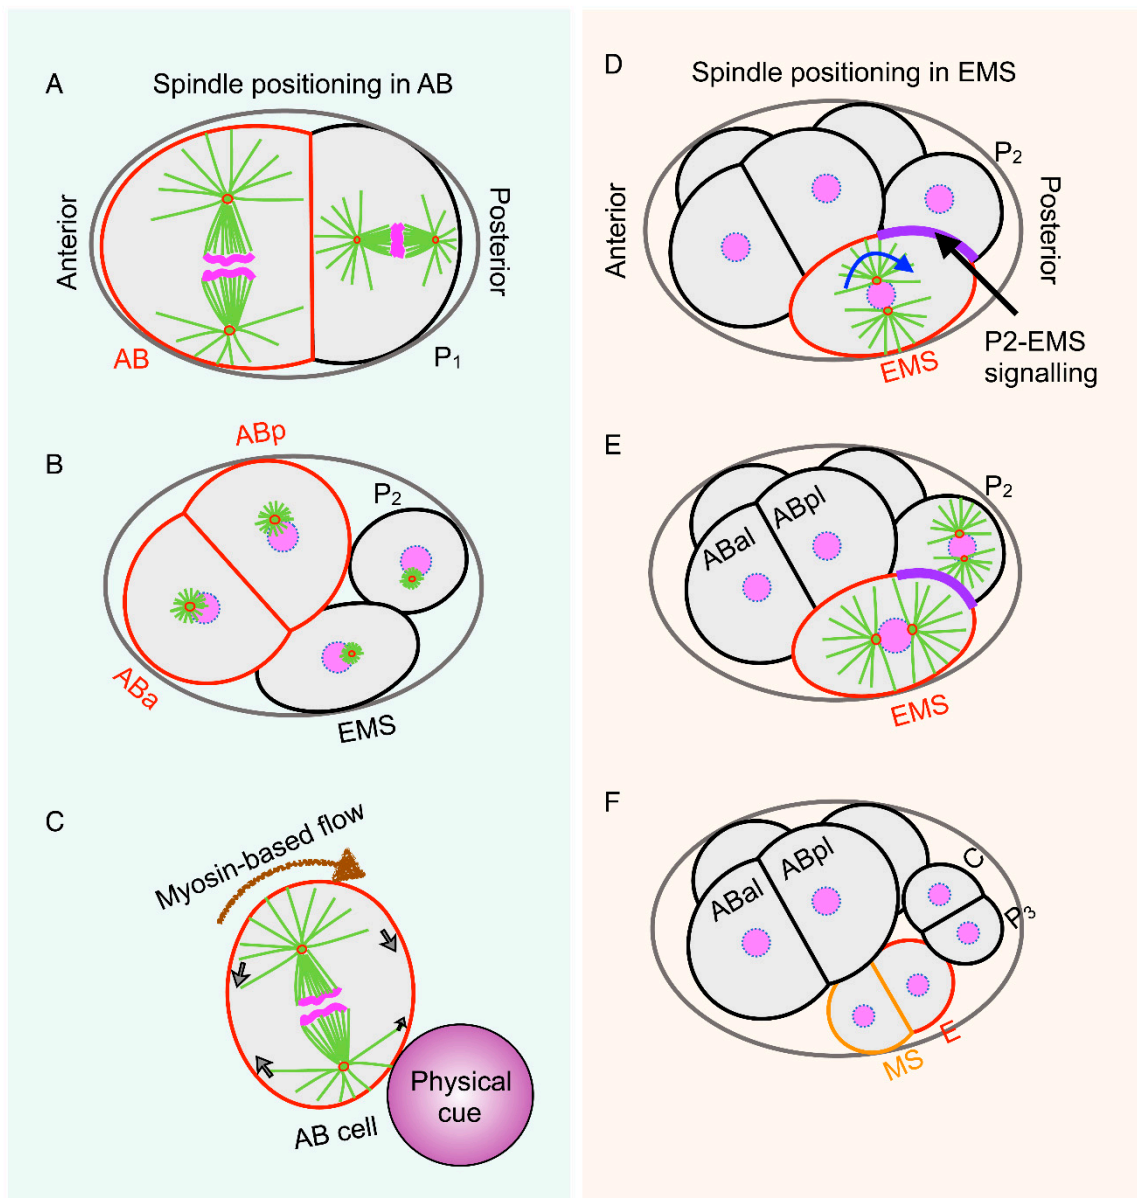 A
Spindle positioning in AB
Anterior
Posterior
AB
P₁
B
ABp
P₂
ABa
EMS
C
Myosin-based flow
Physical
cue
AB cell
D
Spindle positioning in EMS
P₂
Anterior
Posterior
P2-EMS
signalling
EMS
E
P₂
ABpl
ABal
EMS
F
ABpl
ABal
C
P₃
E
MS